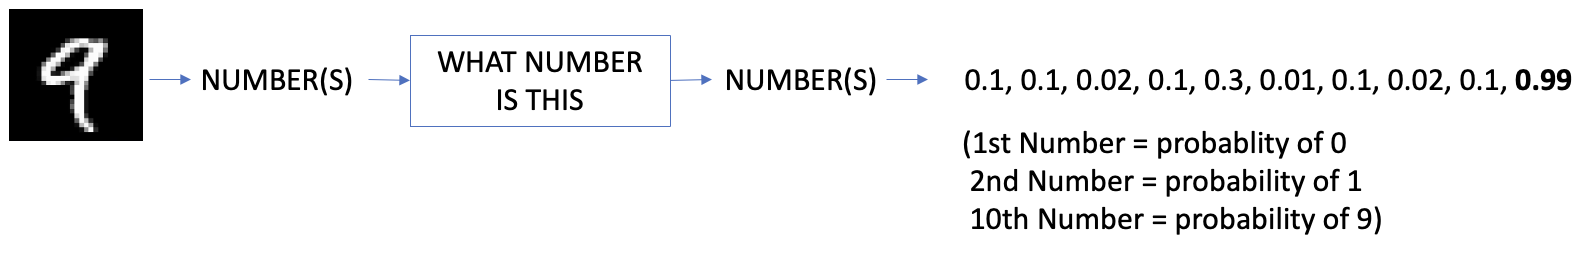 NUMBER(S)
WHAT NUMBER
IS THIS
NUMBER(S)
0.1, 0.1, 0.02, 0.1, 0.3, 0.01, 0.1, 0.02, 0.1, 0.99
(1st Number = probablity of 0
2nd Number = probability of 1
10th Number = probability of 9)